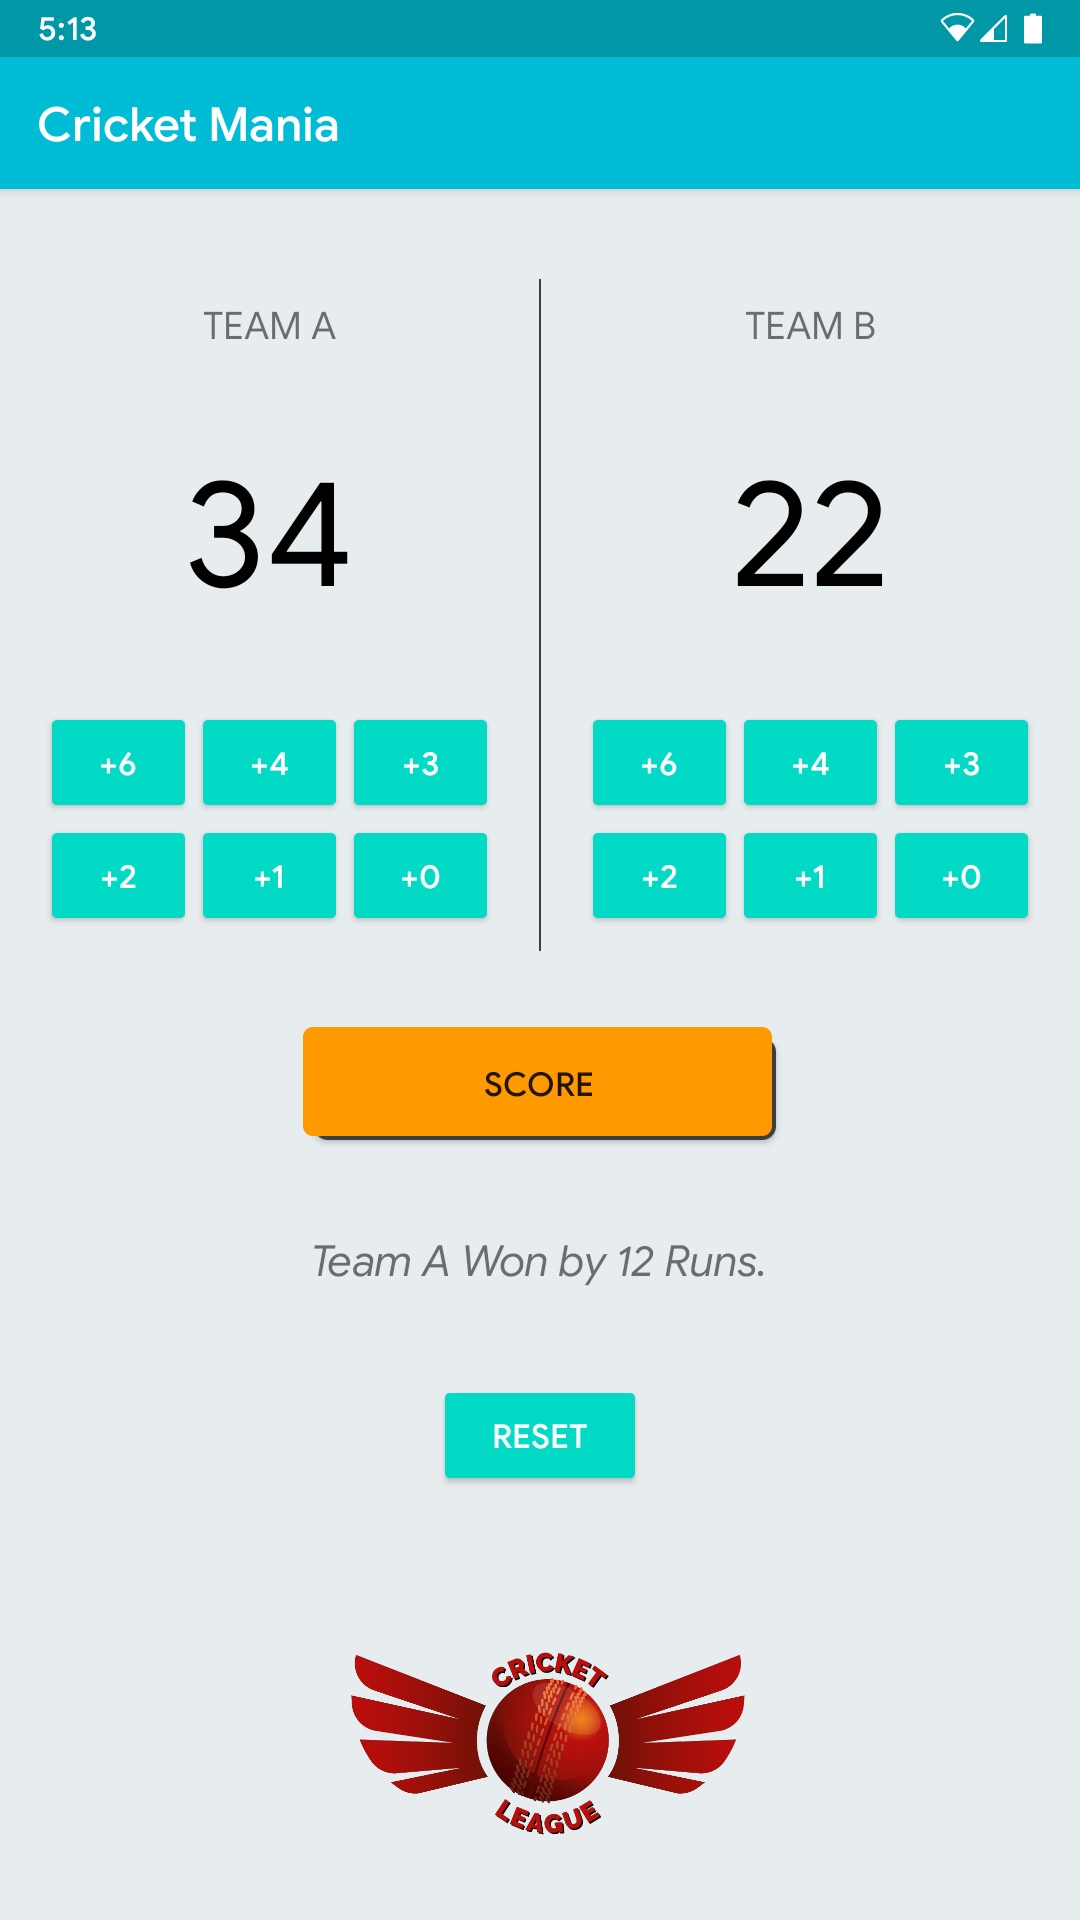 5:13
Cricket Mania
TEAM A
TEAM B
34
22
+6 +4 +3
+6 +4 +3
+2 +1 +0
+2 +1 +0
SCORE
Team A Won by 12 Runs.
RESET
CRICKET
LEAGUE